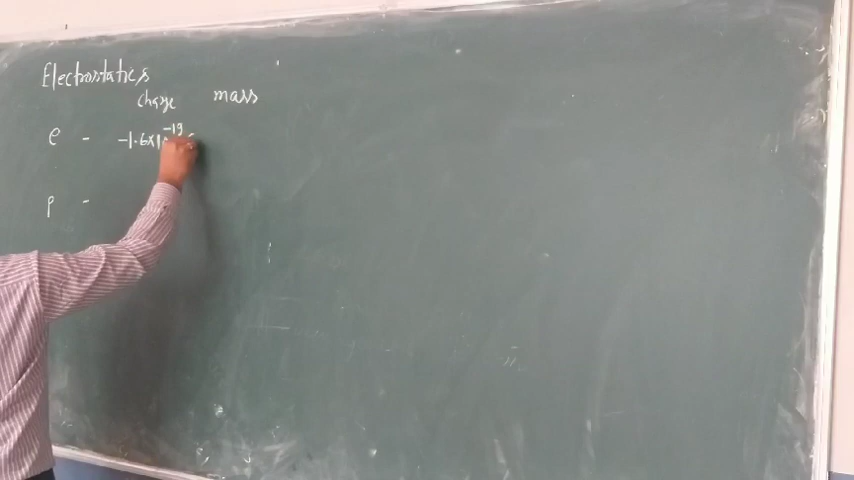 Electrostatics
charge mass
e - -1.6x10-19 C
p -